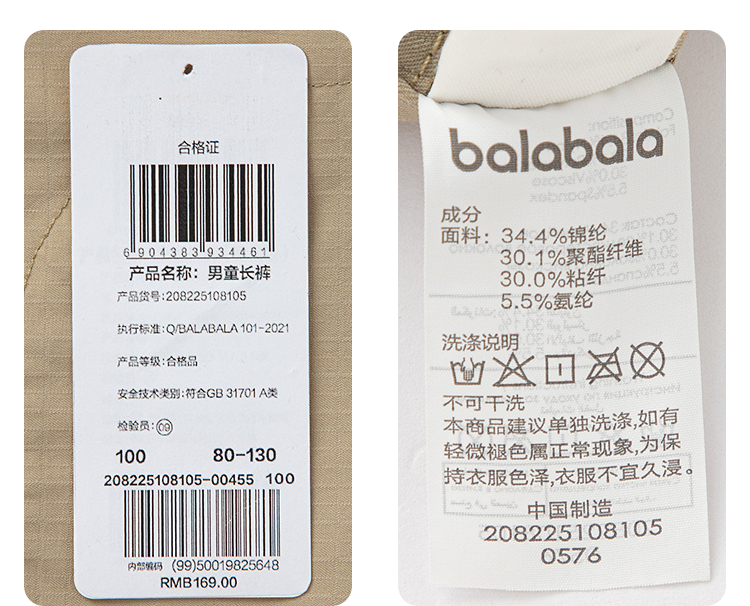 合格证
6 904383 934461
产品名称：男童长裤
产品货号:208225108105
执行标准:Q/BALABALA 101-2021
产品等级:合格品
安全技术类别:符合GB 31701 A类
检验员:09
100 80-130
208225108105-00455 100
内部编码 (99)50019825648
RMB169.00
balabala
成分
面料：34.4%锦纶
30.1%聚酯纤维
30.0%粘纤
5.5%氨纶
洗涤说明
不可干洗
本商品建议单独洗涤,如有
轻微褪色属正常现象,为保
持衣服色泽,衣服不宜久浸。
中国制造
208225108105
0576